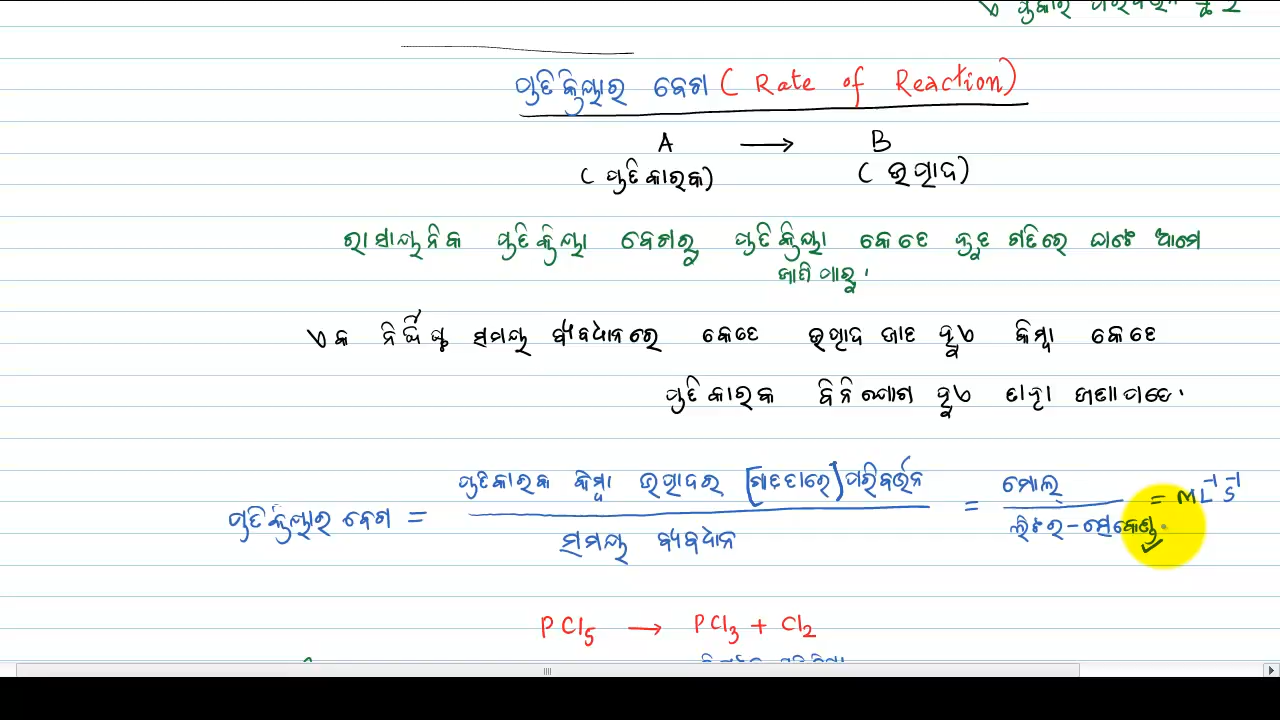 ପ୍ରତିକ୍ରିୟାର ବେଗ (Rate of Reaction)
A ⟶ B
(ପ୍ରତିକାରକ) (ଉତ୍ପାଦ)
ରାସାୟନିକ ପ୍ରତିକ୍ରିୟା ବେଗରୁ ପ୍ରତିକ୍ରିୟା କେତେ ଦ୍ରୁତ ଗତିରେ ଘଟେ ଆମେ
ଜାଣି ପାରୁ.
ଏକ ନିର୍ଦ୍ଦିଷ୍ଟ ସମୟ ବ୍ୟବଧାନରେ କେତେ ଉତ୍ପାଦ ଜାତ ହୁଏ କିମ୍ବା କେତେ
ପ୍ରତିକାରକ ବିନିଯୋଗ ହୁଏ ତାହା ଜଣାପଡେ.
ପ୍ରତିକ୍ରିୟାର ବେଗ = ପ୍ରତିକାରକ କିମ୍ବା ଉତ୍ପାଦର [ଗାଢତାରେ] ପରିବର୍ତ୍ତନ = ମୋଲ୍ = M L⁻¹ S⁻¹
ସମୟ ବ୍ୟବଧାନ ଲିଟର-ସେକେଣ୍ଡ
PCl₅ ⟶ PCl₃ + Cl₂